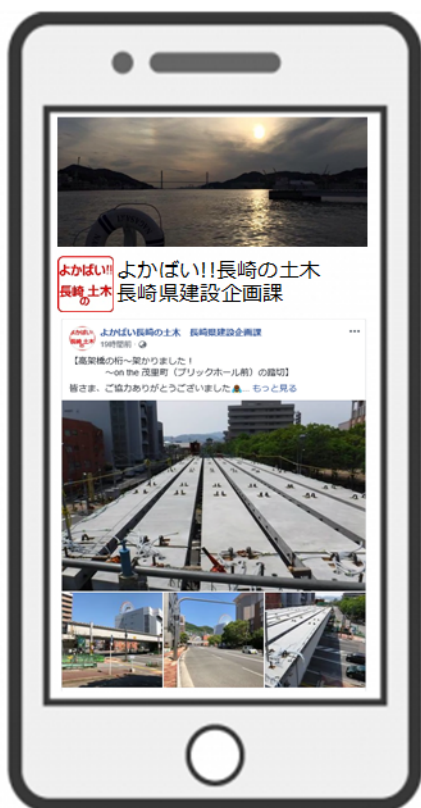 よかばい!!
長崎 土木
の
よかばい!!長崎の土木
長崎県建設企画課
よかばい長崎の土木 長崎県建設企画課
19時間前
【高架橋の桁～架かりました！
～on the 茂里町（ブリックホール前）の踏切】
皆さま、ご協力ありがとうございました... もっと見る